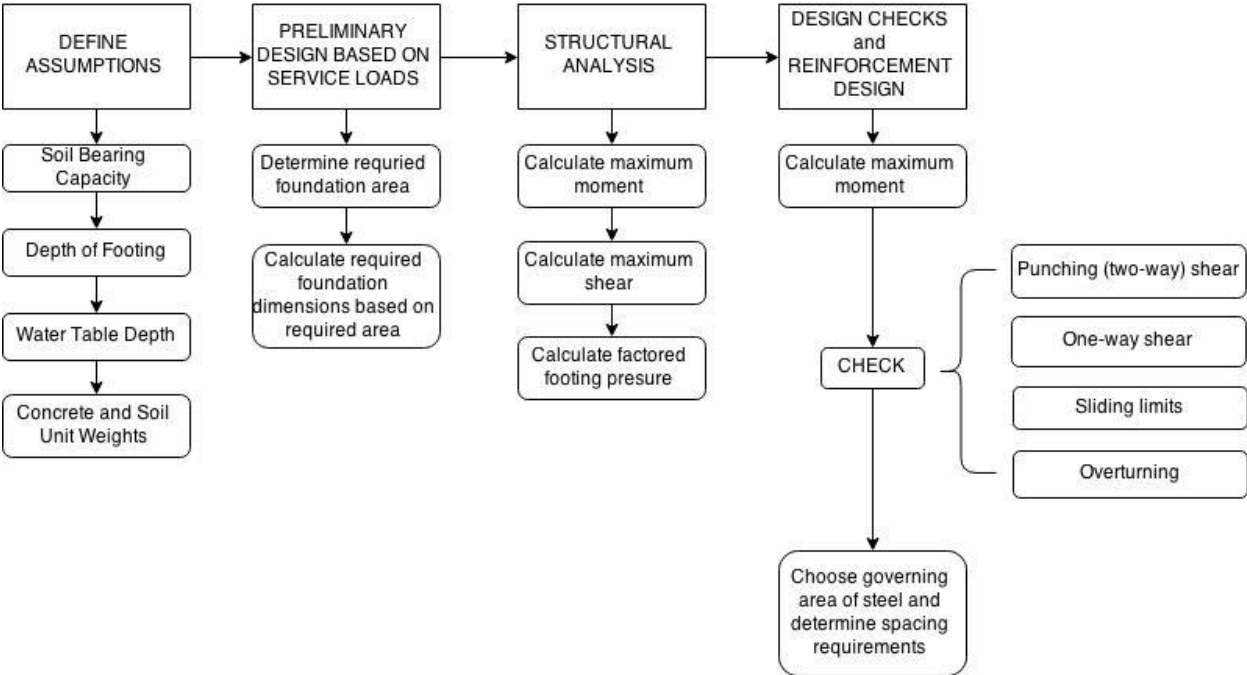 DEFINE
ASSUMPTIONS
PRELIMINARY
DESIGN BASED ON
SERVICE LOADS
STRUCTURAL
ANALYSIS
DESIGN CHECKS
and
REINFORCEMENT
DESIGN
Soil Bearing
Capacity
Depth of Footing
Water Table Depth
Concrete and Soil
Unit Weights
Determine requried
foundation area
Calculate required
foundation
dimensions based on
required area
Calculate maximum
moment
Calculate maximum
shear
Calculate factored
footing presure
Calculate maximum
moment
CHECK
Punching (two-way) shear
One-way shear
Sliding limits
Overturning
Choose governing
area of steel and
determine spacing
requirements